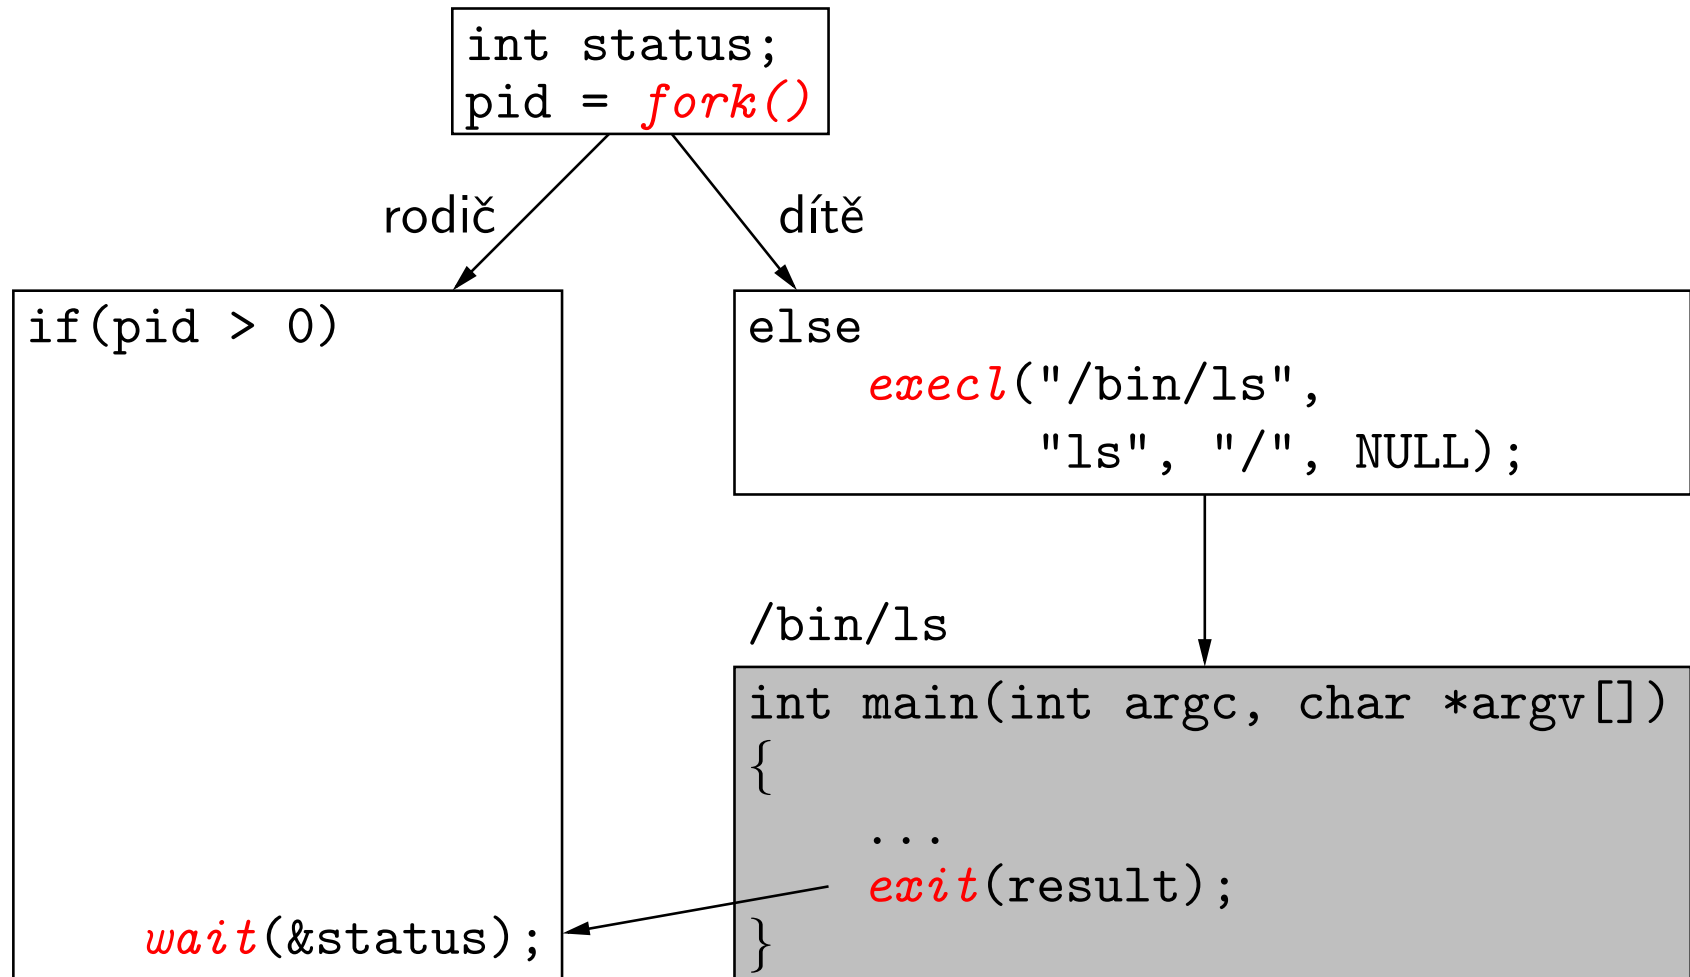 int status;
pid = fork()
rodič
dítě
if(pid > 0)
wait(&status);
else
execl("/bin/ls",
"ls", "/", NULL);
/bin/ls
int main(int argc, char *argv[])
{
...
exit(result);
}